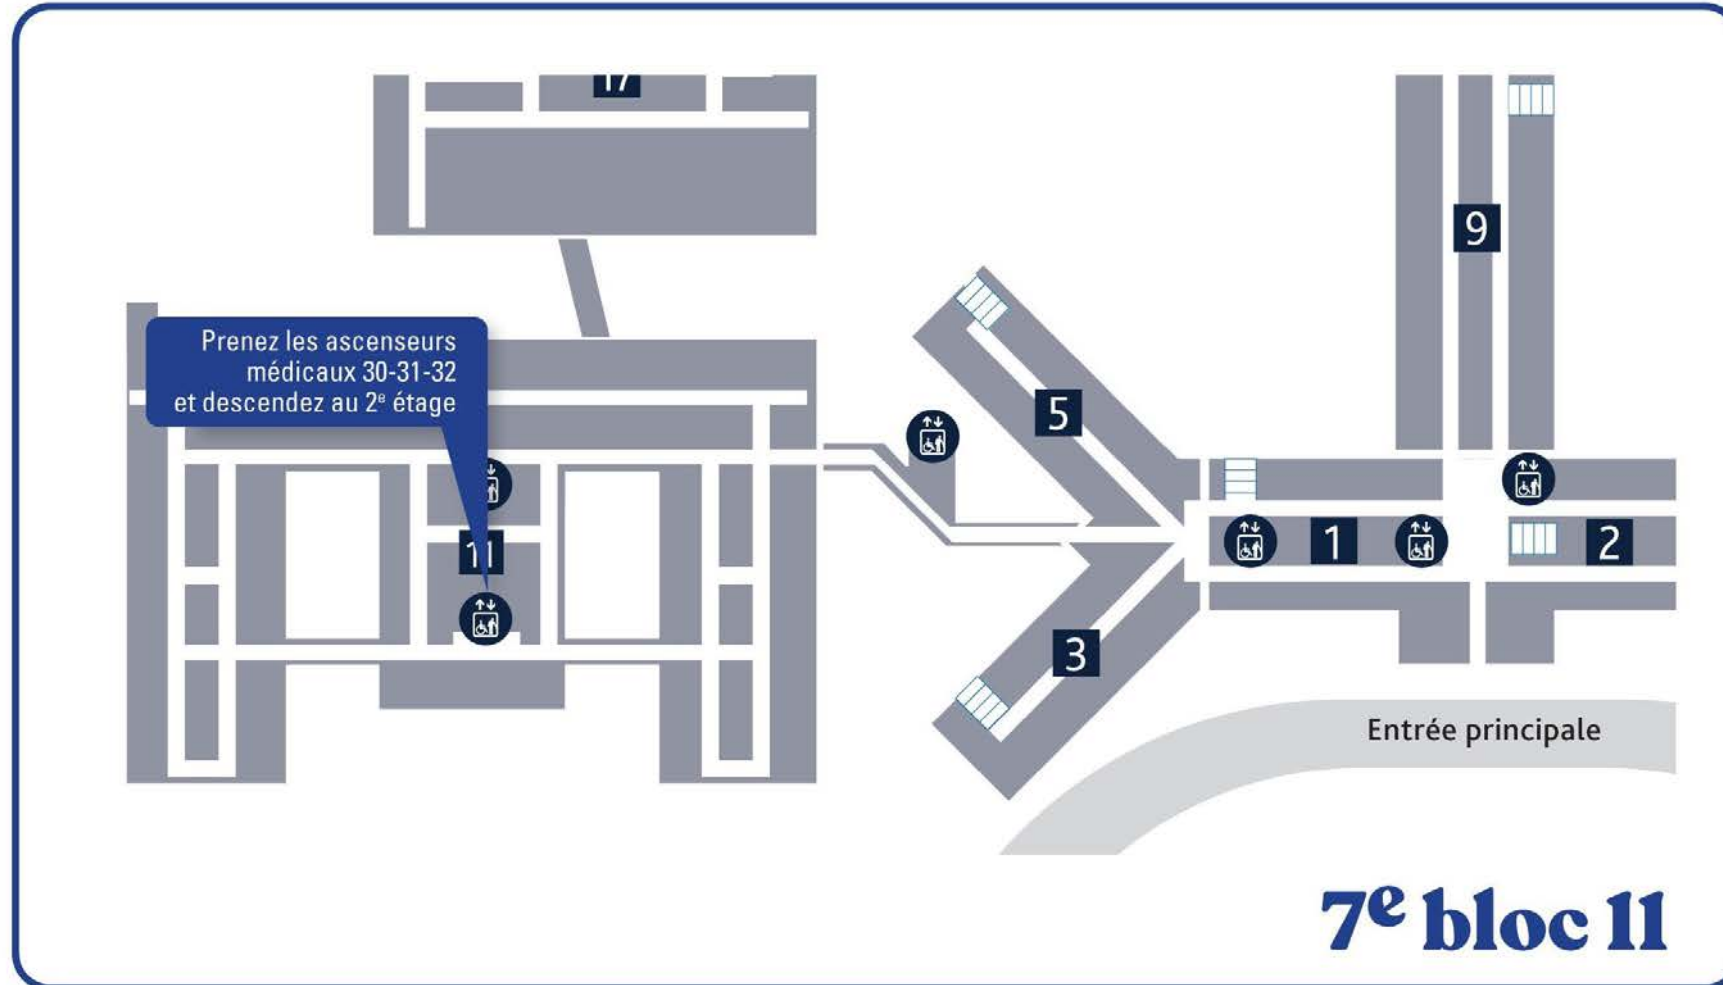 17
9
Prenez les ascenseurs
médicaux 30-31-32
et descendez au 2e étage
5
11
1
2
3
Entrée principale
7e bloc 11